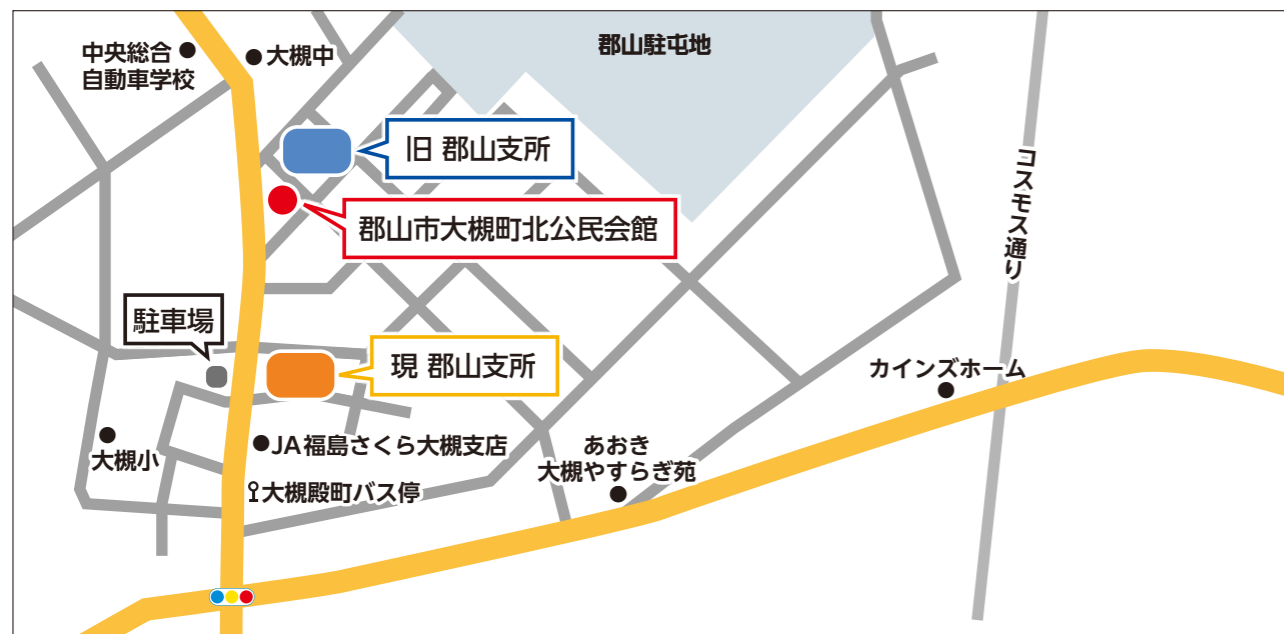 郡山駐屯地
中央総合
自動車学校
大槻中
旧 郡山支所
コスモス通り
郡山市大槻町北公民会館
駐車場
現 郡山支所
カインズホーム
大槻小
JA福島さくら大槻支店
あおき
大槻やすらぎ苑
大槻殿町バス停